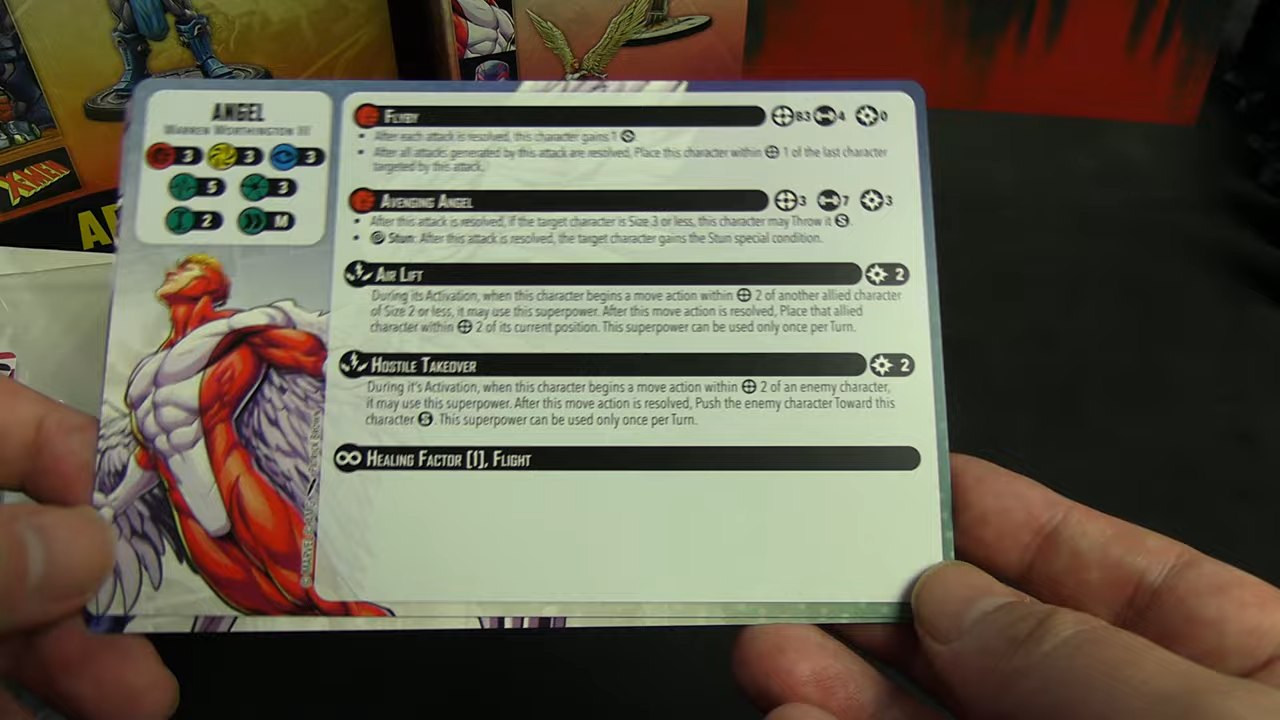 X-MEN
ANGEL
WARREN WORTHINGTON III
3 3 3
5 3
2 M
FLYBY B3 4 0
• After each attack is resolved, this character gains 1
• After all attacks generated by this attack are resolved, Place this character within 1 of the last character
targeted by this attack.
AVENGING ANGEL 3 7 3
• After this attack is resolved, if the target character is Size 3 or less, this character may Throw it S.
• Stun: After this attack is resolved, the target character gains the Stun special condition.
AIR LIFT 2
During its Activation, when this character begins a move action within 2 of another allied character
of Size 2 or less, it may use this superpower. After this move action is resolved, Place that allied
character within 2 of its current position. This superpower can be used only once per Turn.
HOSTILE TAKEOVER 2
During it's Activation, when this character begins a move action within 2 of an enemy character,
it may use this superpower. After this move action is resolved, Push the enemy character Toward this
character S. This superpower can be used only once per Turn.
HEALING FACTOR [1], FLIGHT